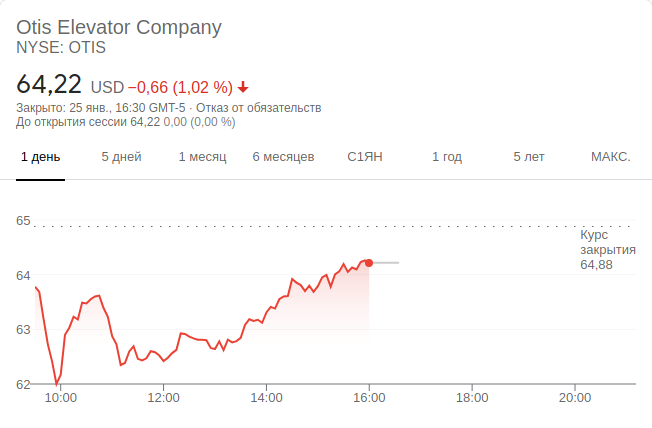 Otis Elevator Company
NYSE: OTIS
64,22 USD −0,66 (1,02 %)
Закрыто: 25 янв., 16:30 GMT-5 · Отказ от обязательств
До открытия сессии 64,22 0,00 (0,00 %)
1 день 5 дней 1 месяц 6 месяцев С1ЯН 1 год 5 лет МАКС.
65
Курс
закрытия
64,88
64
63
62
10:00 12:00 14:00 16:00 18:00 20:00